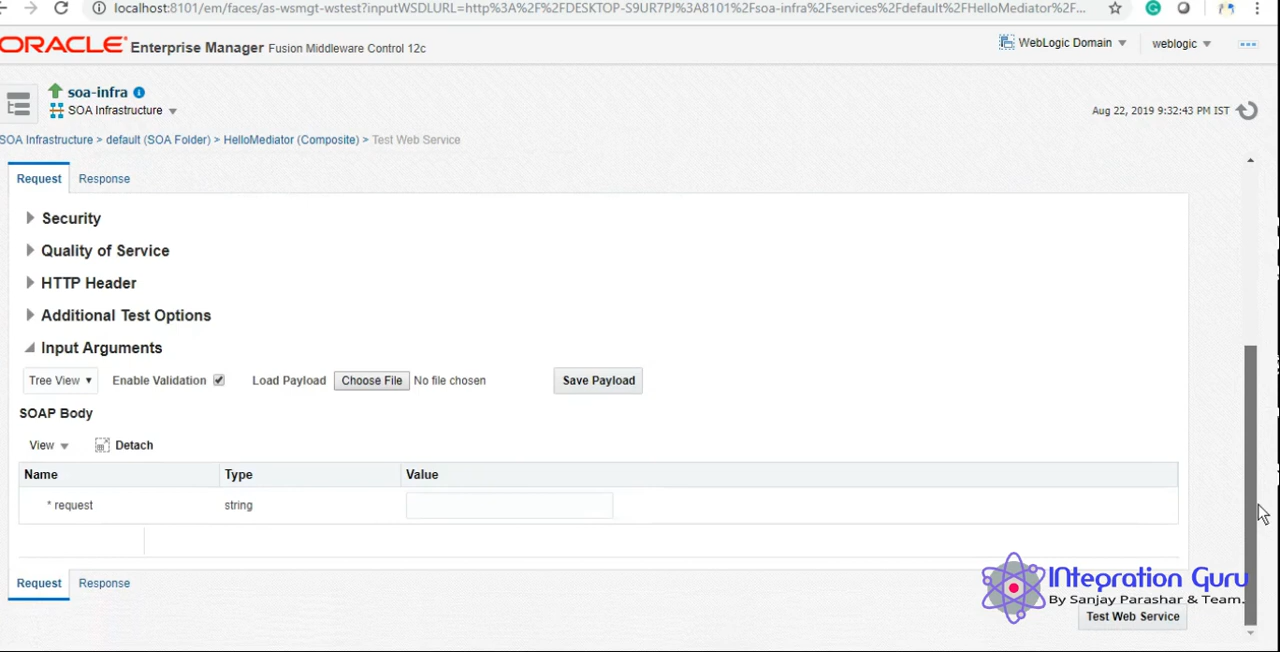 localhost:8101/em/faces/as-wsmgt-wstest?inputWSDLURL=http%3A%2F%2FDESKTOP-S9UR7PJ%3A8101%2Fsoa-infra%2Fservices%2Fdefault%2FHelloMediator%2F...
ORACLE® Enterprise Manager Fusion Middleware Control 12c
WebLogic Domain
weblogic
soa-infra
SOA Infrastructure
Aug 22, 2019 9:32:43 PM IST
SOA Infrastructure > default (SOA Folder) > HelloMediator (Composite) > Test Web Service
Request Response
Security
Quality of Service
HTTP Header
Additional Test Options
Input Arguments
Tree View Enable Validation Load Payload Choose File No file chosen Save Payload
SOAP Body
View Detach
Name Type Value
* request string
Request Response
INtegration Guru
By Sanjay Parashar & Team.
Test Web Service